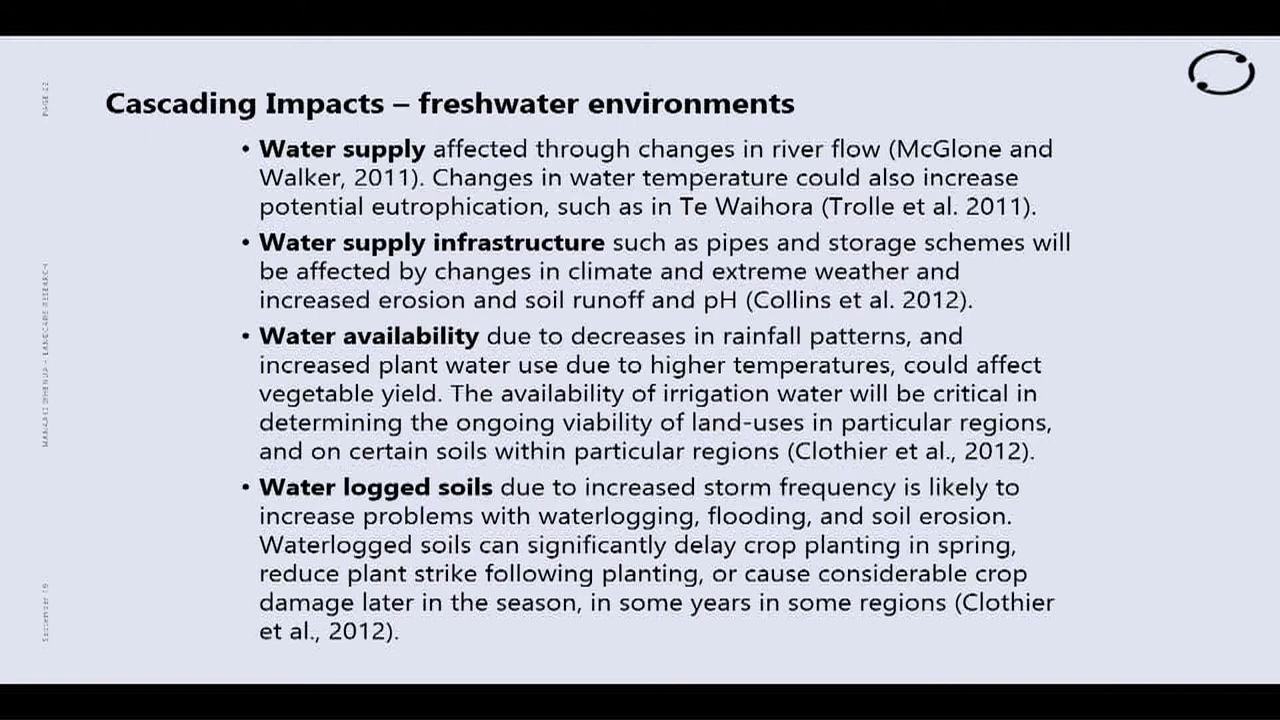 Cascading Impacts – freshwater environments
• Water supply affected through changes in river flow (McGlone and
Walker, 2011). Changes in water temperature could also increase
potential eutrophication, such as in Te Waihora (Trolle et al. 2011).
• Water supply infrastructure such as pipes and storage schemes will
be affected by changes in climate and extreme weather and
increased erosion and soil runoff and pH (Collins et al. 2012).
• Water availability due to decreases in rainfall patterns, and
increased plant water use due to higher temperatures, could affect
vegetable yield. The availability of irrigation water will be critical in
determining the ongoing viability of land-uses in particular regions,
and on certain soils within particular regions (Clothier et al., 2012).
• Water logged soils due to increased storm frequency is likely to
increase problems with waterlogging, flooding, and soil erosion.
Waterlogged soils can significantly delay crop planting in spring,
reduce plant strike following planting, or cause considerable crop
damage later in the season, in some years in some regions (Clothier
et al., 2012).